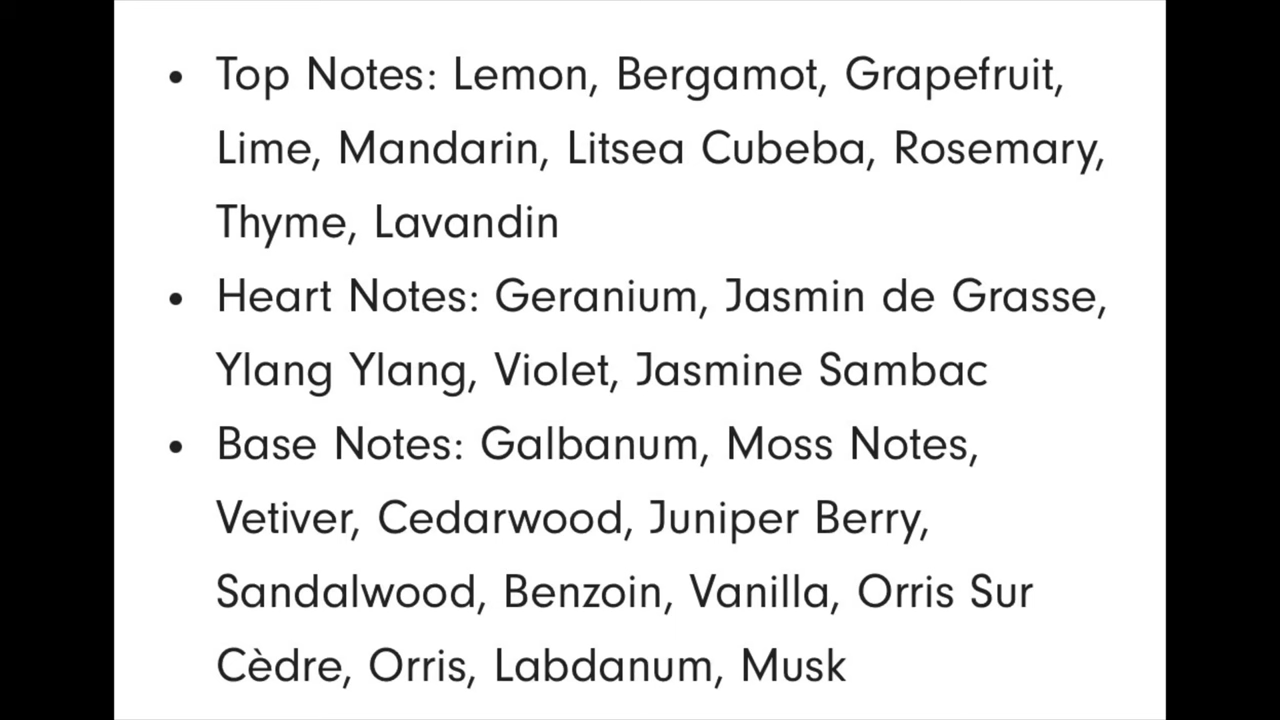 • Top Notes: Lemon, Bergamot, Grapefruit,
Lime, Mandarin, Litsea Cubeba, Rosemary,
Thyme, Lavandin
• Heart Notes: Geranium, Jasmin de Grasse,
Ylang Ylang, Violet, Jasmine Sambac
• Base Notes: Galbanum, Moss Notes,
Vetiver, Cedarwood, Juniper Berry,
Sandalwood, Benzoin, Vanilla, Orris Sur
Cèdre, Orris, Labdanum, Musk